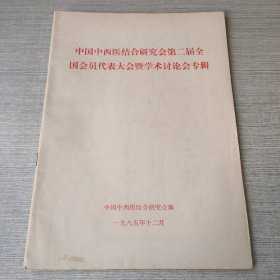 中国中西医结合研究会第二届全
国会员代表大会暨学术讨论会专辑
中国中西医结合研究会编
一九八五年十二月